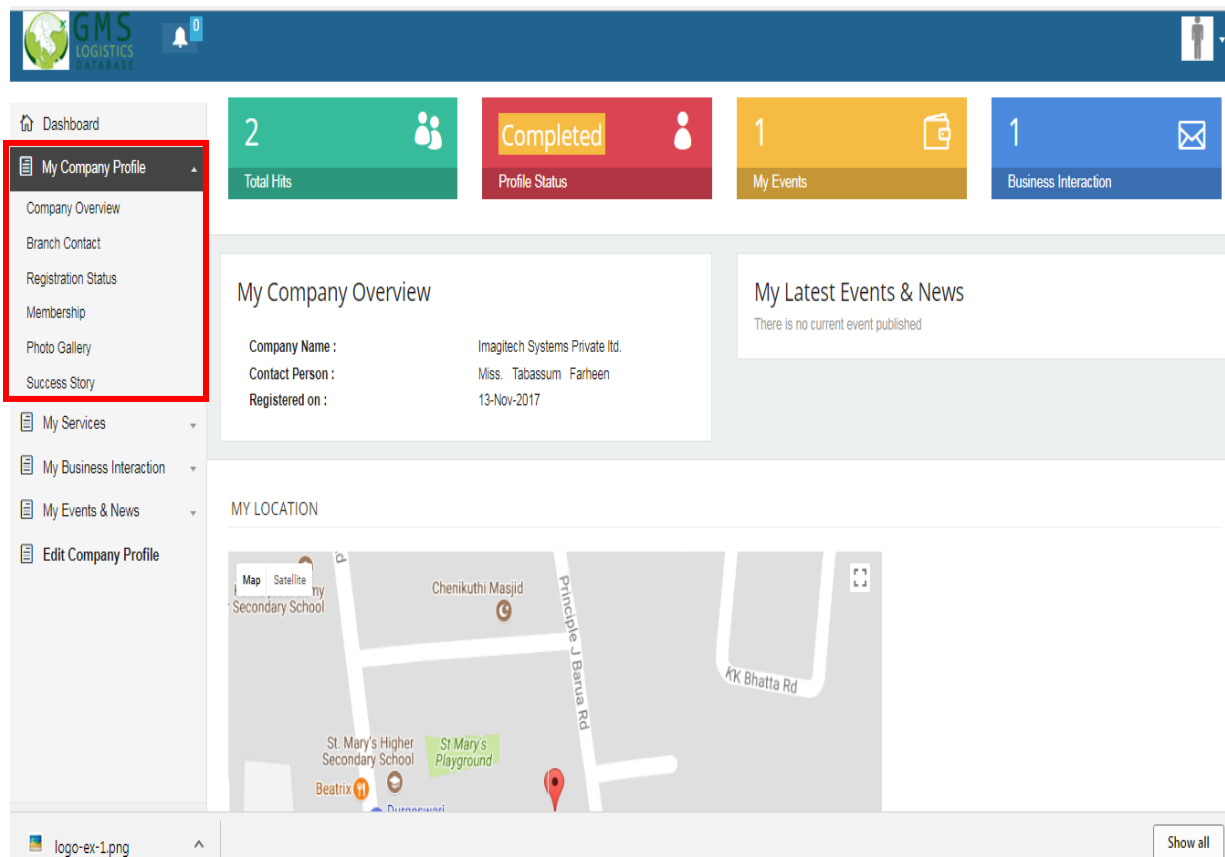 GMS
LOGISTICS
DATABASE
0
Dashboard
My Company Profile
Company Overview
Branch Contact
Registration Status
Membership
Photo Gallery
Success Story
My Services
My Business Interaction
My Events & News
Edit Company Profile
2
Total Hits
Completed
Profile Status
1
My Events
1
Business Interaction
My Company Overview
Company Name : Imagitech Systems Private ltd.
Contact Person : Miss. Tabassum Farheen
Registered on : 13-Nov-2017
My Latest Events & News
There is no current event published
MY LOCATION
Map Satellite
Secondary School
Chenikuthi Masjid
Principle J Barua Rd
KK Bhatta Rd
St. Mary's Higher
Secondary School
St Mary's
Playground
Beatrix
logo-ex-1.png
Show all